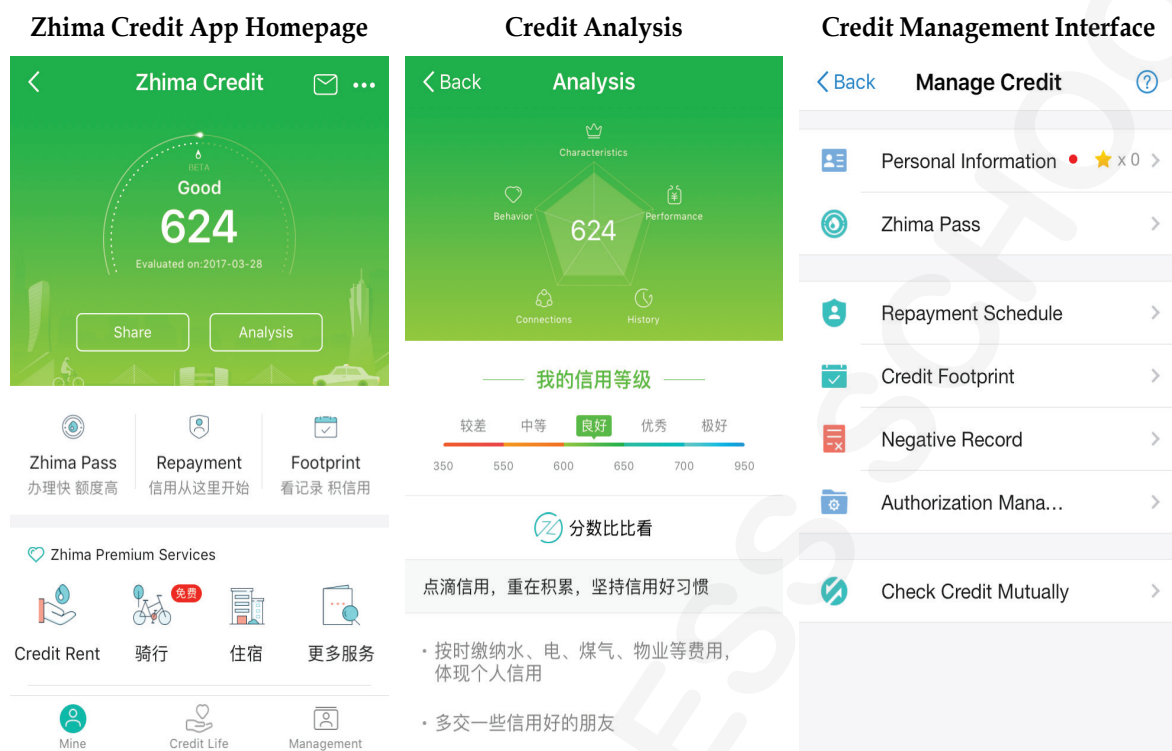 Zhima Credit App Homepage
Zhima Credit
BETA
Good
624
Evaluated on:2017-03-28
Share
Analysis
Zhima Pass
办理快 额度高
Repayment
信用从这里开始
Footprint
看记录 积信用
Zhima Premium Services
免费
Credit Rent
骑行
住宿
更多服务
Mine
Credit Life
Management
Credit Analysis
Back
Analysis
Characteristics
Behavior
Performance
624
Connections
History
我的信用等级
较差 中等 良好 优秀 极好
350 550 600 650 700 950
分数比比看
点滴信用，重在积累，坚持信用好习惯
· 按时缴纳水、电、煤气、物业等费用，
体现个人信用
· 多交一些信用好的朋友
Credit Management Interface
Back
Manage Credit
?
Personal Information x 0
Zhima Pass
Repayment Schedule
Credit Footprint
Negative Record
Authorization Mana...
Check Credit Mutually
ESS SCHOO